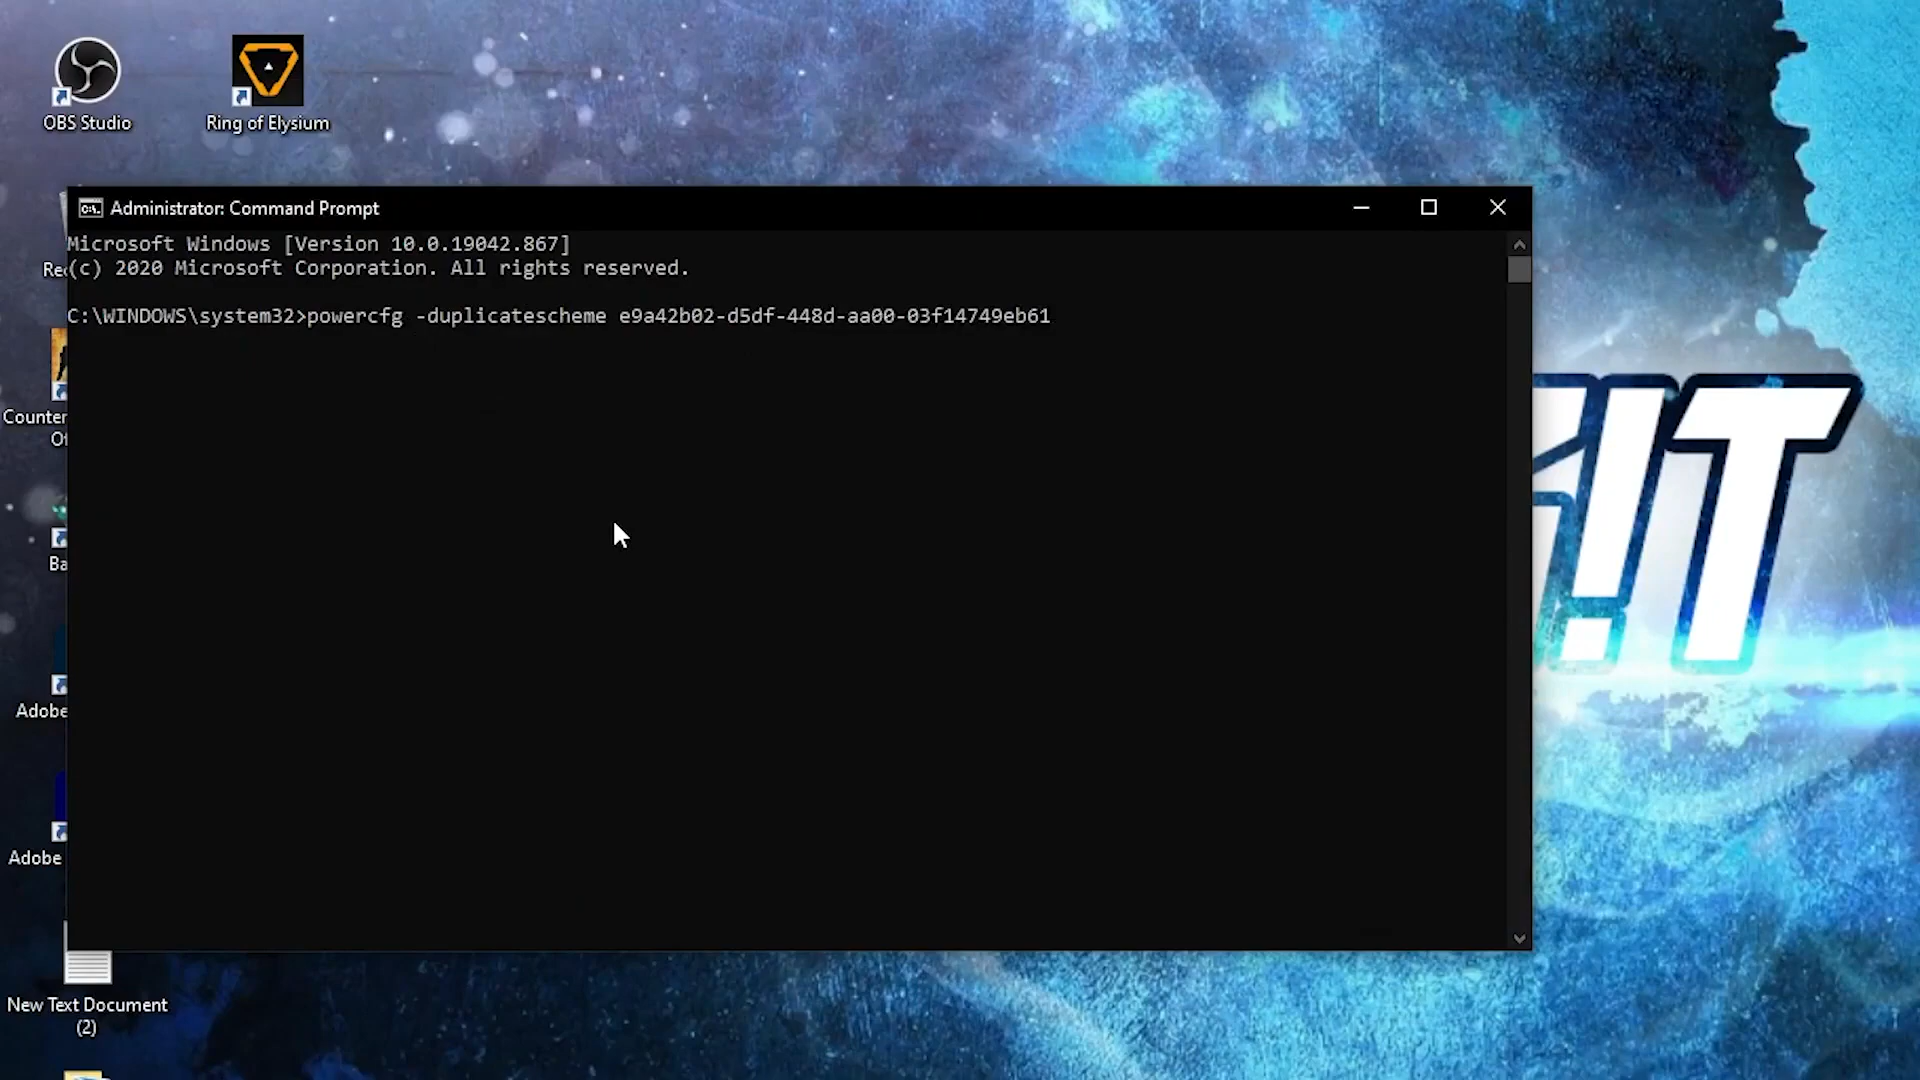 OBS Studio
Ring of Elysium
Administrator: Command Prompt
Microsoft Windows [Version 10.0.19042.867]
(c) 2020 Microsoft Corporation. All rights reserved.
C:\WINDOWS\system32>powercfg -duplicatescheme e9a42b02-d5df-448d-aa00-03f14749eb61
Rec
Counter
Of
Ba
Adobe
Adobe
New Text Document
(2)
!T